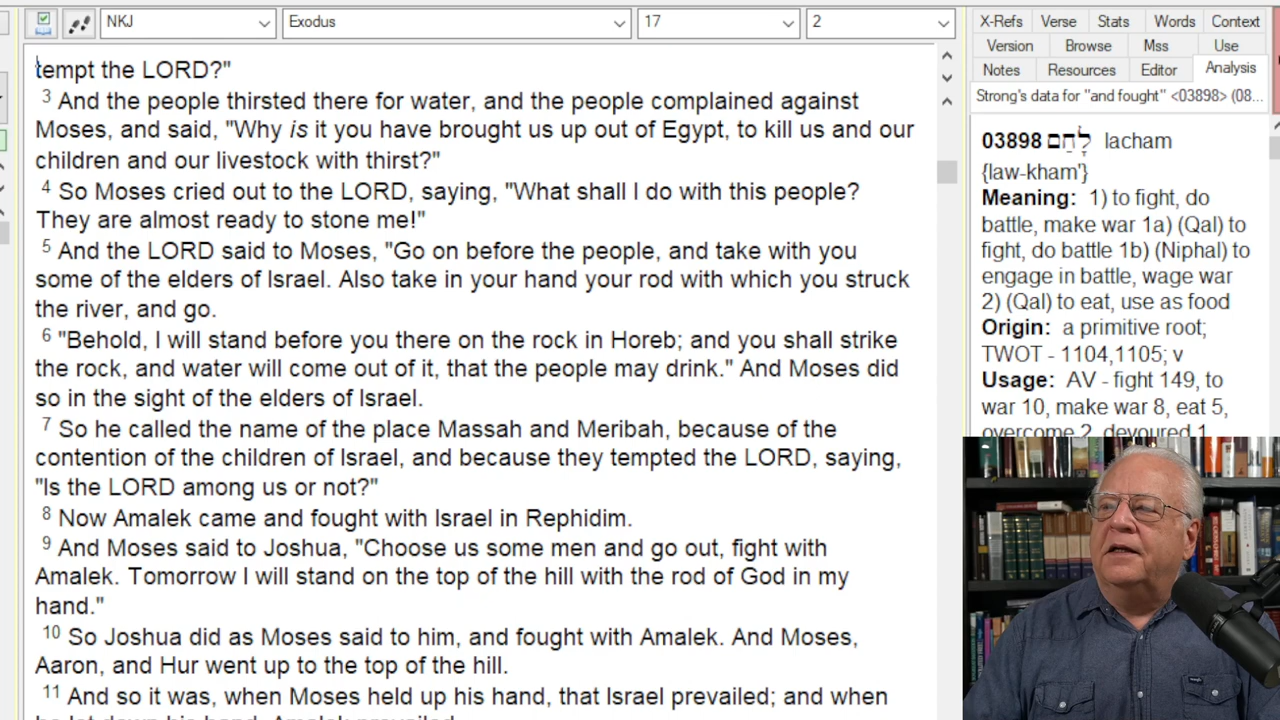 NKJ Exodus 17 2
tempt the LORD?"
3 And the people thirsted there for water, and the people complained against
Moses, and said, "Why is it you have brought us up out of Egypt, to kill us and our
children and our livestock with thirst?"
4 So Moses cried out to the LORD, saying, "What shall I do with this people?
They are almost ready to stone me!"
5 And the LORD said to Moses, "Go on before the people, and take with you
some of the elders of Israel. Also take in your hand your rod with which you struck
the river, and go.
6 "Behold, I will stand before you there on the rock in Horeb; and you shall strike
the rock, and water will come out of it, that the people may drink." And Moses did
so in the sight of the elders of Israel.
7 So he called the name of the place Massah and Meribah, because of the
contention of the children of Israel, and because they tempted the LORD, saying,
"Is the LORD among us or not?"
8 Now Amalek came and fought with Israel in Rephidim.
9 And Moses said to Joshua, "Choose us some men and go out, fight with
Amalek. Tomorrow I will stand on the top of the hill with the rod of God in my
hand."
10 So Joshua did as Moses said to him, and fought with Amalek. And Moses,
Aaron, and Hur went up to the top of the hill.
11 And so it was, when Moses held up his hand, that Israel prevailed; and when
he let down his hand, Amalek prevailed.
X-Refs Verse Stats Words Context
Version Browse Mss Use
Notes Resources Editor Analysis
Strong's data for "and fought" <03898> (08...
03898 לָחַם lacham
{law-kham'}
Meaning: 1) to fight, do
battle, make war 1a) (Qal) to
fight, do battle 1b) (Niphal) to
engage in battle, wage war
2) (Qal) to eat, use as food
Origin: a primitive root;
TWOT - 1104,1105; v
Usage: AV - fight 149, to
war 10, make war 8, eat 5,
overcome 2, devoured 1,